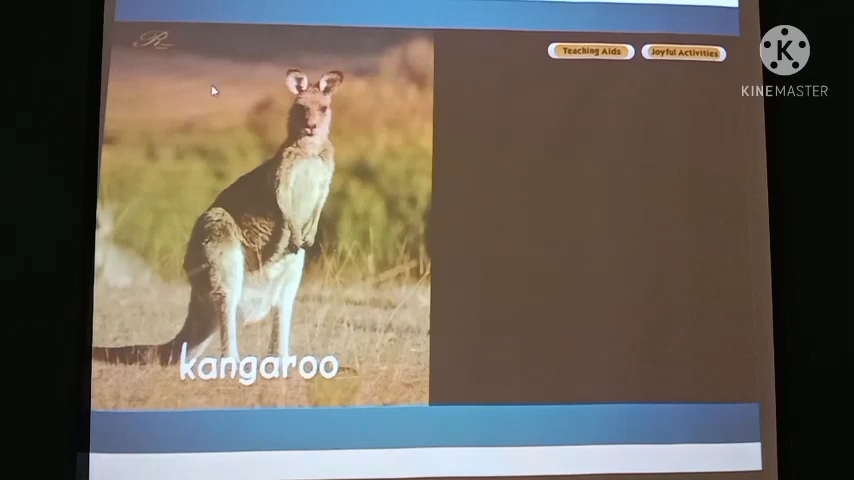 Teaching Aids
Joyful Activities
KINEMASTER
kangaroo